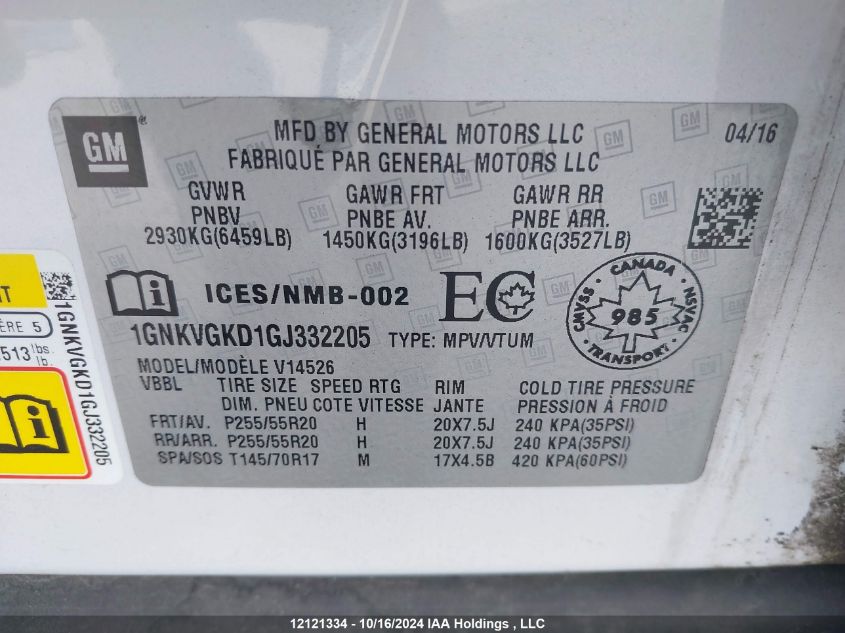 GM
MFD BY GENERAL MOTORS LLC
04/16
FABRIQUÉ PAR GENERAL MOTORS LLC
GVWR GAWR FRT GAWR RR
PNBV PNBE AV. PNBE ARR.
2930KG(6459LB) 1450KG(3196LB) 1600KG(3527LB)
ICES/NMB-002 EC
CANADA
CMVSS 985 NSVAC
TRANSPORT
1GNKVGKD1GJ332205 TYPE: MPV/VTUM
MODEL/MODÈLE V14526
VBBL TIRE SIZE SPEED RTG RIM COLD TIRE PRESSURE
DIM. PNEU COTE VITESSE JANTE PRESSION À FROID
FRT/AV. P255/55R20 H 20X7.5J 240 KPA(35PSI)
RR/ARR. P255/55R20 H 20X7.5J 240 KPA(35PSI)
SPA/SOS T145/70R17 M 17X4.5B 420 KPA(60PSI)
NT
ÈRE 5
513 lbs.
lb.
1GNKVGKD1GJ332205
12121334 - 10/16/2024 IAA Holdings , LLC